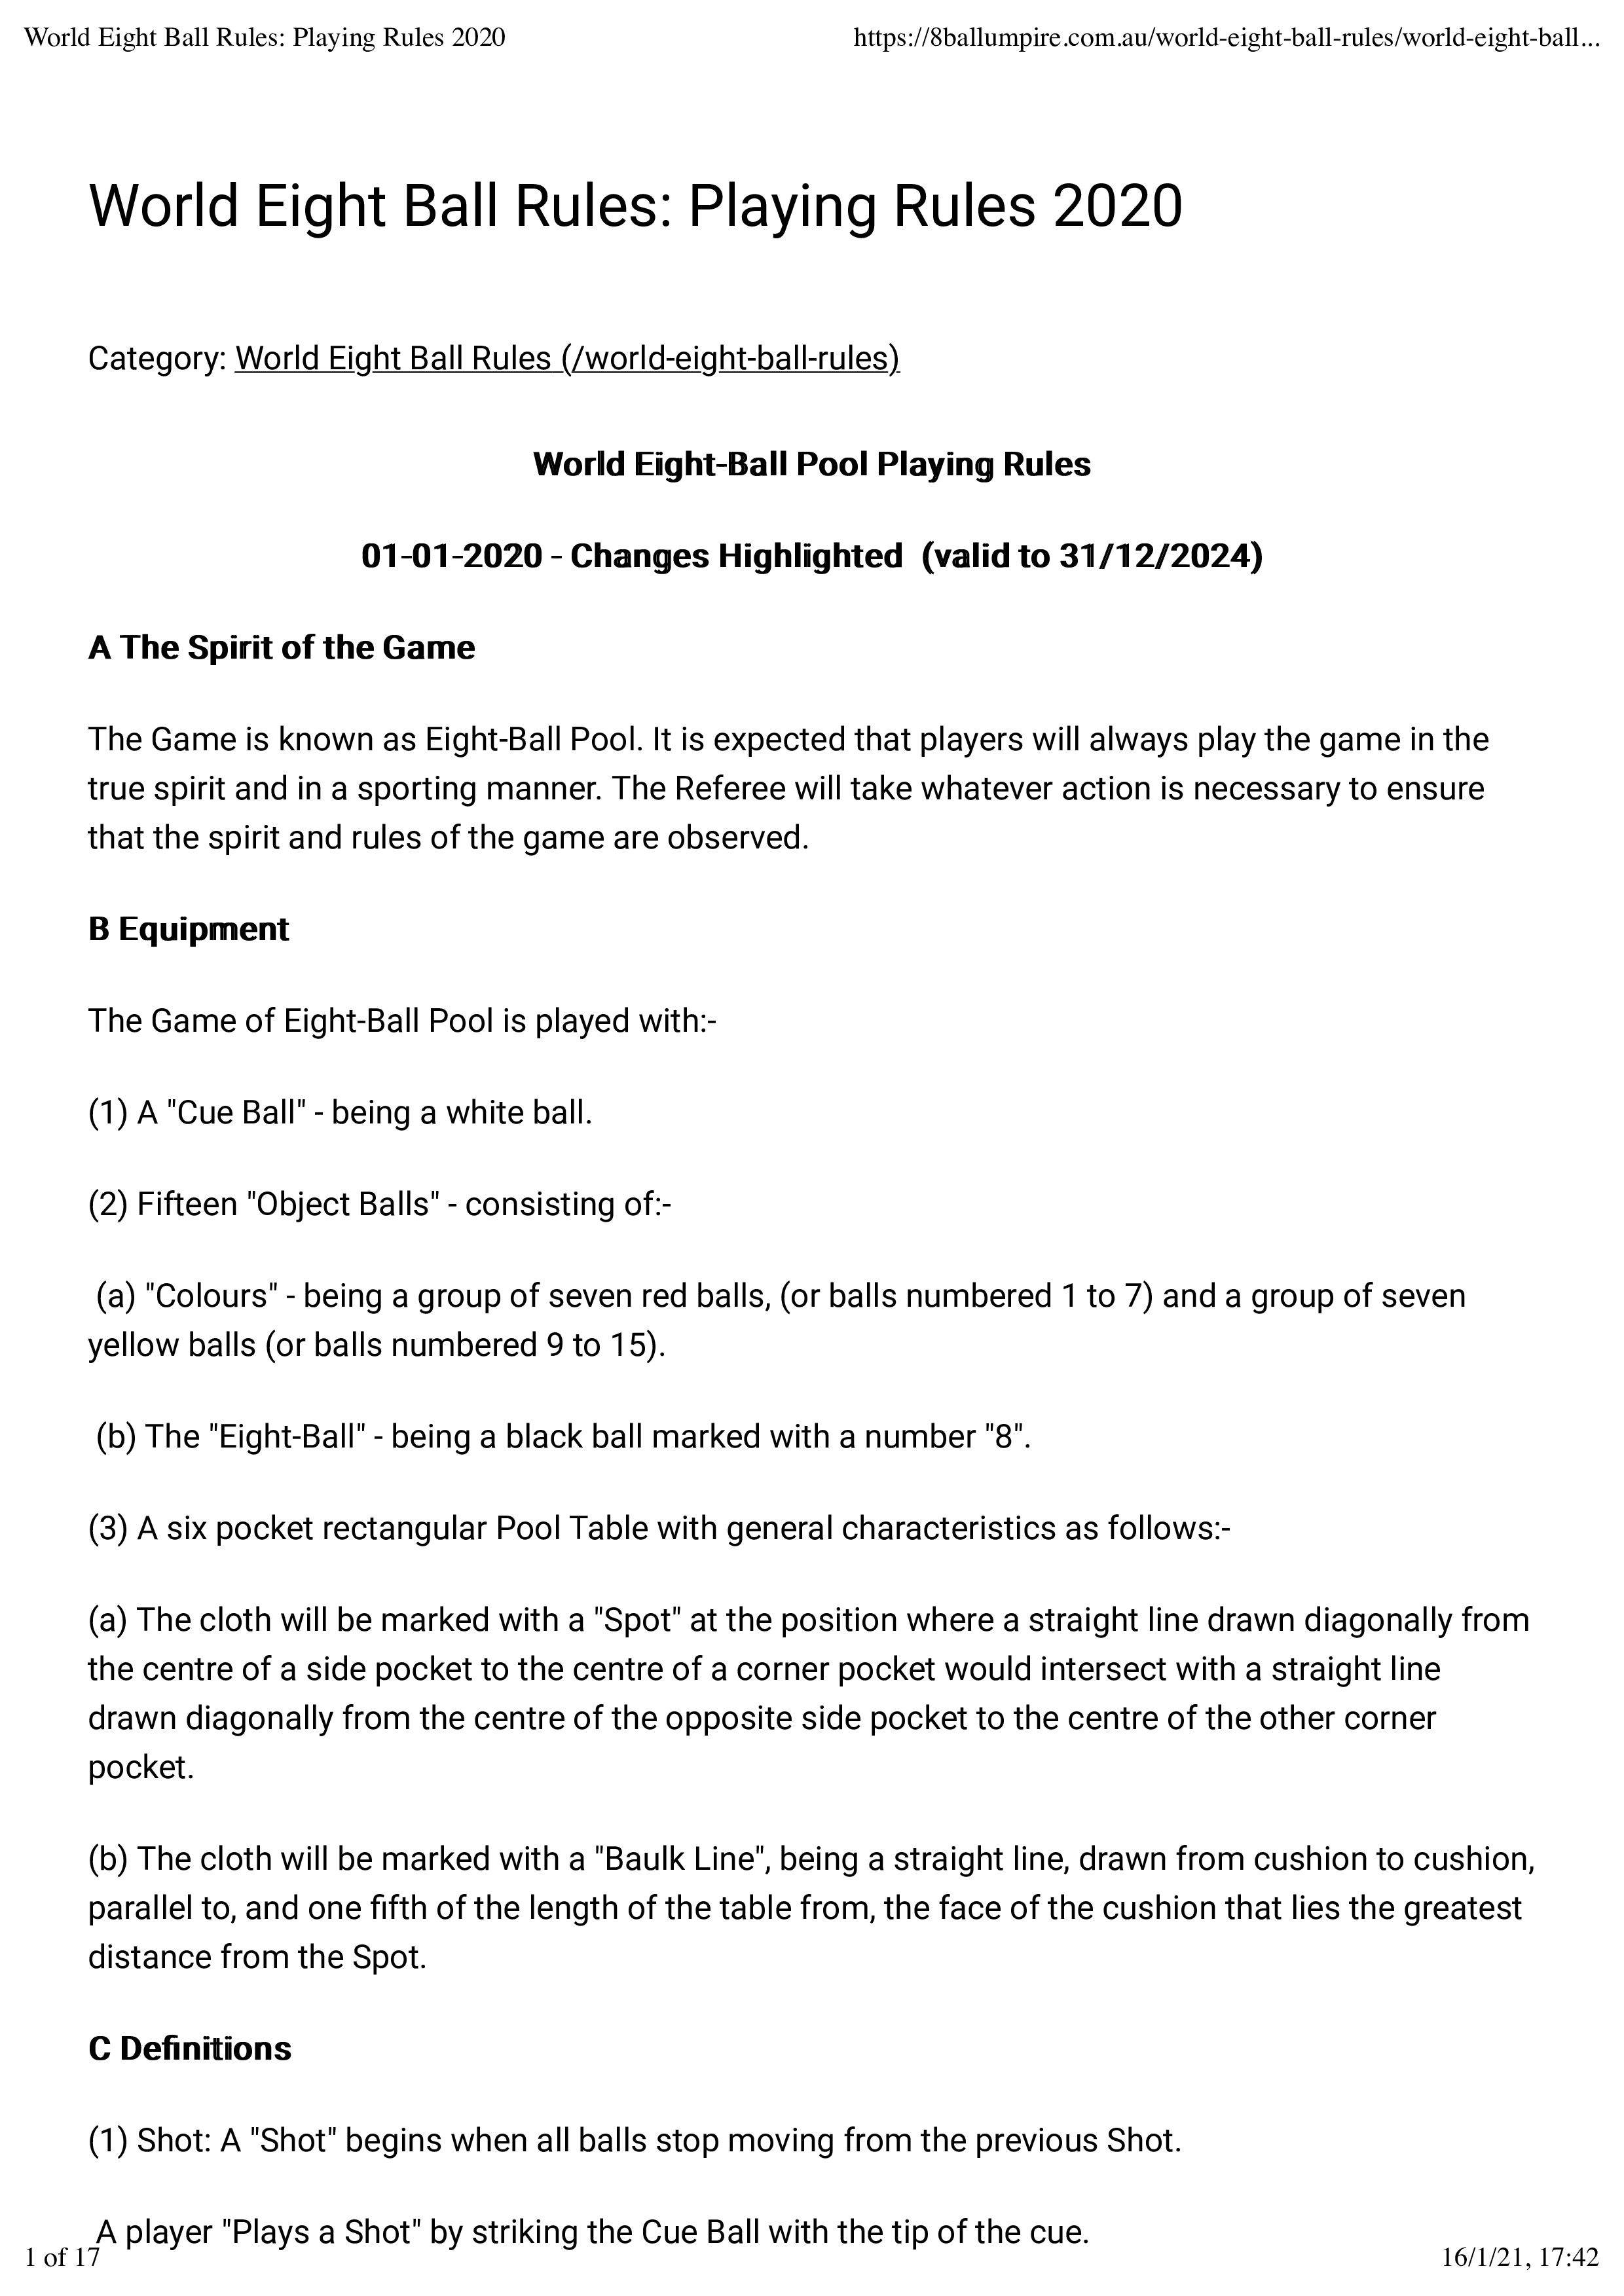 World Eight Ball Rules: Playing Rules 2020
https://8ballumpire.com.au/world-eight-ball-rules/world-eight-ball...
World Eight Ball Rules: Playing Rules 2020
Category: World Eight Ball Rules (/world-eight-ball-rules)
World Eight-Ball Pool Playing Rules
01-01-2020 - Changes Highlighted  (valid to 31/12/2024)
A The Spirit of the Game
The Game is known as Eight-Ball Pool. It is expected that players will always play the game in the
true spirit and in a sporting manner. The Referee will take whatever action is necessary to ensure
that the spirit and rules of the game are observed.
B Equipment
The Game of Eight-Ball Pool is played with:-
(1) A "Cue Ball" - being a white ball.
(2) Fifteen "Object Balls" - consisting of:-
(a) "Colours" - being a group of seven red balls, (or balls numbered 1 to 7) and a group of seven
yellow balls (or balls numbered 9 to 15).
(b) The "Eight-Ball" - being a black ball marked with a number "8".
(3) A six pocket rectangular Pool Table with general characteristics as follows:-
(a) The cloth will be marked with a "Spot" at the position where a straight line drawn diagonally from
the centre of a side pocket to the centre of a corner pocket would intersect with a straight line
drawn diagonally from the centre of the opposite side pocket to the centre of the other corner
pocket.
(b) The cloth will be marked with a "Baulk Line", being a straight line, drawn from cushion to cushion,
parallel to, and one fifth of the length of the table from, the face of the cushion that lies the greatest
distance from the Spot.
C Definitions
(1) Shot: A "Shot" begins when all balls stop moving from the previous Shot.
A player "Plays a Shot" by striking the Cue Ball with the tip of the cue.
1 of 17
16/1/21, 17:42